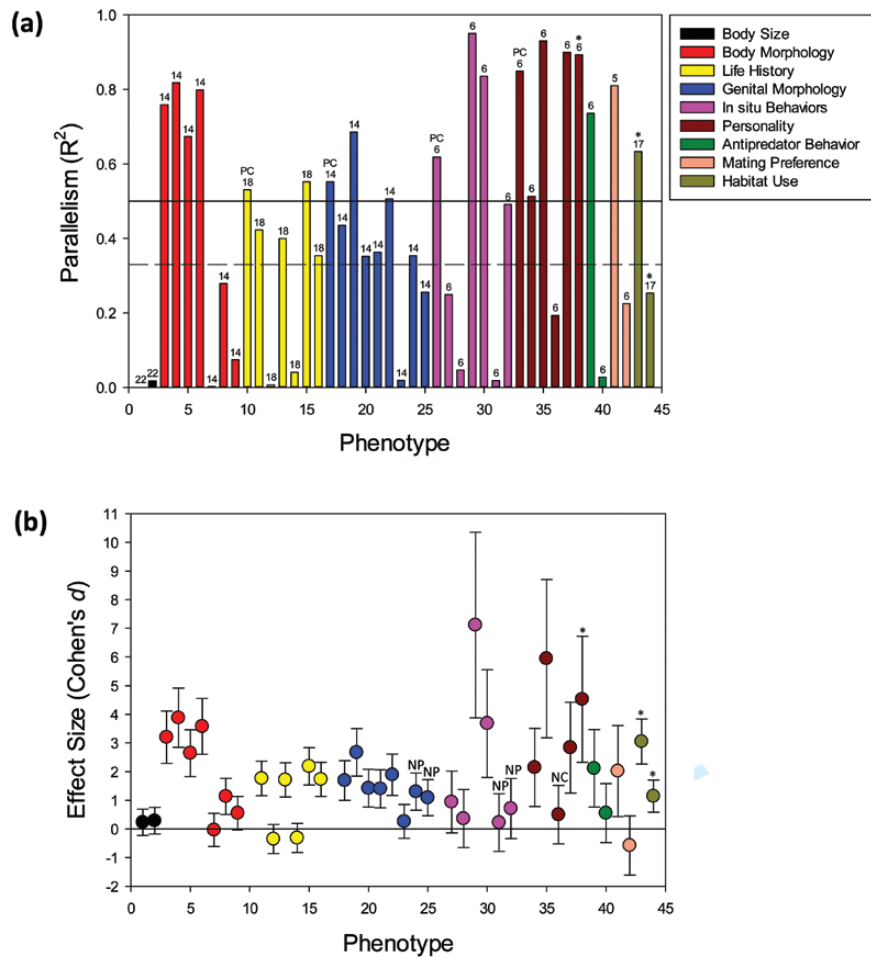 (a)
1.0
0.8
0.6
0.4
0.2
0.0
Parallelism (R²)
22
22
14
14
14
14
14
14
14
PC
18
18
18
18
18
18
18
PC
14
14
14
14
14
14
14
14
14
PC
6
6
6
6
6
6
6
PC
6
6
6
6
6
*
6
6
6
5
6
*
17
*
17
0 5 10 15 20 25 30 35 40 45
Phenotype
Body Size
Body Morphology
Life History
Genital Morphology
In situ Behaviors
Personality
Antipredator Behavior
Mating Preference
Habitat Use
(b)
11
10
9
8
7
6
5
4
3
2
1
0
-1
-2
Effect Size (Cohen's d)
NP
NP
NP
NP
NC
*
*
*
0 5 10 15 20 25 30 35 40 45
Phenotype